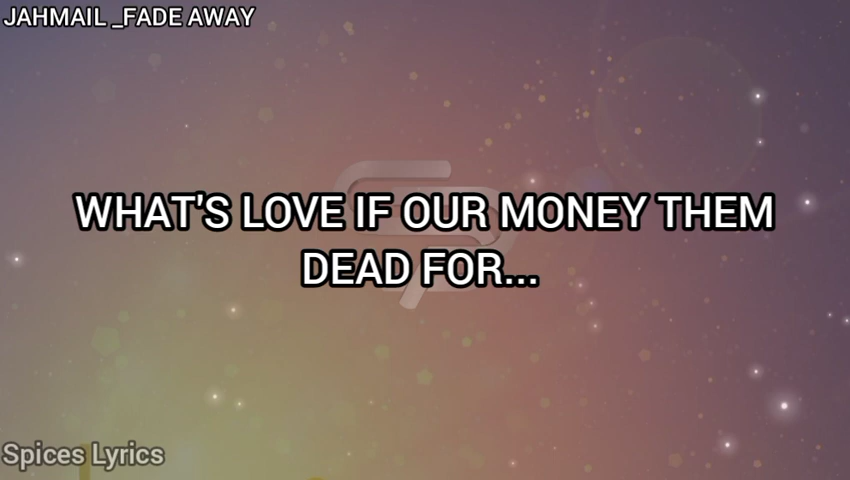 JAHMAIL _FADE AWAY
WHAT'S LOVE IF OUR MONEY THEM
DEAD FOR...
Spices Lyrics